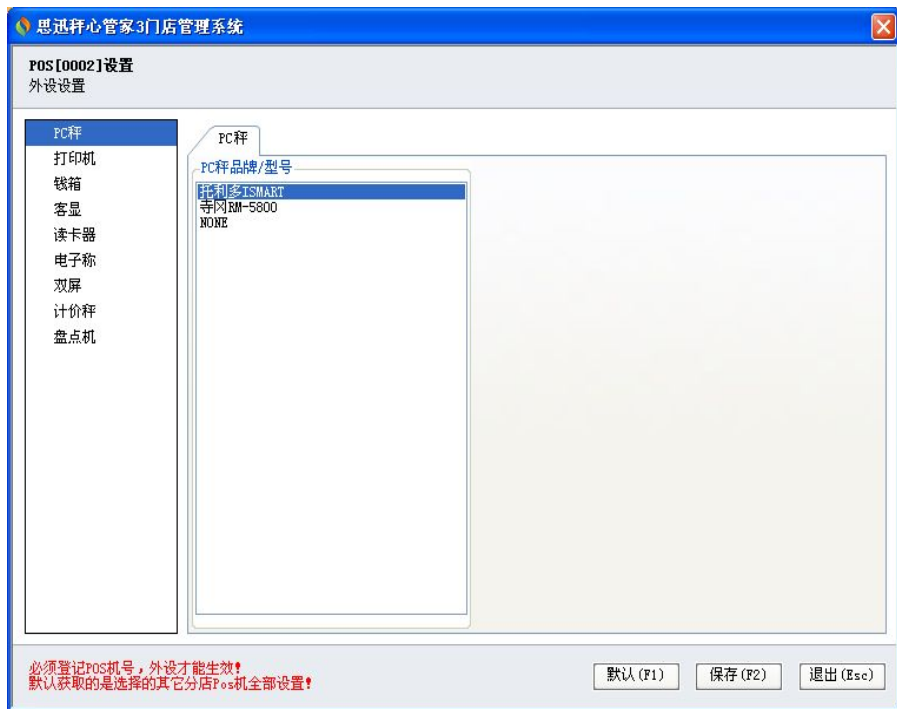 思迅秤心管家3门店管理系统
POS[0002]设置
外设设置
PC秤
打印机
钱箱
客显
读卡器
电子称
双屏
计价秤
盘点机
PC秤
PC秤品牌/型号
托利多ISMART
寺冈RM-5800
NONE
必须登记POS机号，外设才能生效！
默认获取的是选择的其它分店Pos机全部设置！
默认(F1)
保存(F2)
退出(Esc)